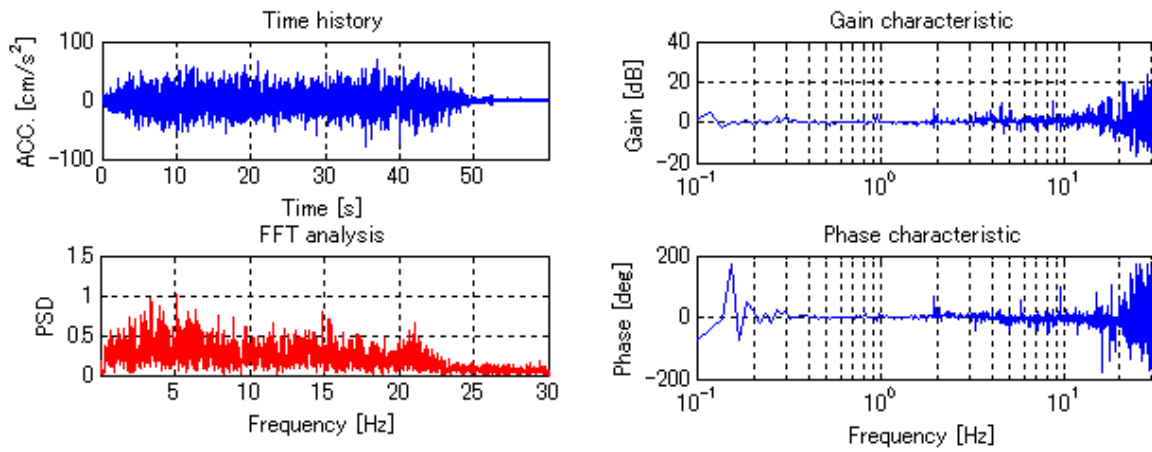 Time history
100
0
-100
ACC. [cm/s²]
0 10 20 30 40 50
Time [s]
FFT analysis
1.5
1
0.5
0
PSD
5 10 15 20 25 30
Frequency [Hz]
Gain characteristic
40
20
0
-20
Gain [dB]
10⁻¹ 10⁰ 10¹
Phase characteristic
200
0
-200
Phase [deg]
10⁻¹ 10⁰ 10¹
Frequency [Hz]